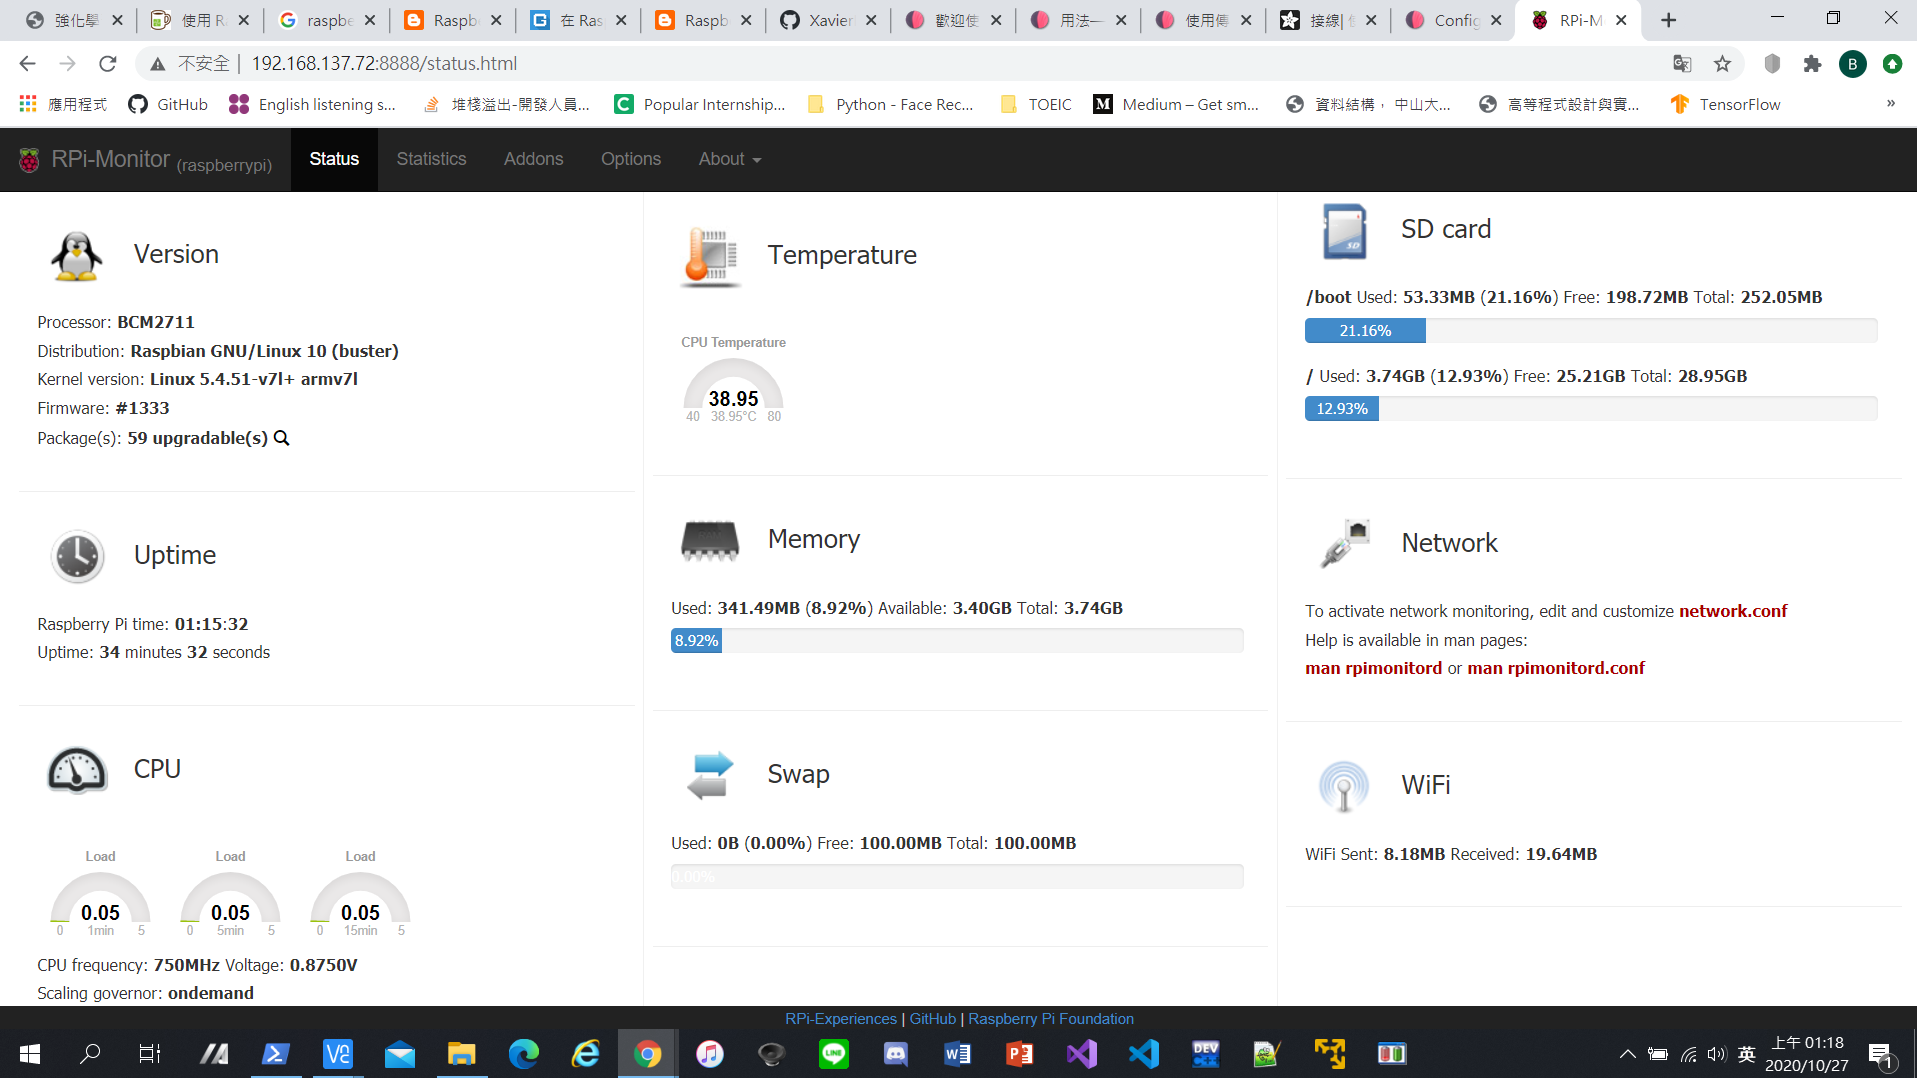 強化學
使用 R
raspbe
Raspb
在 Ras
Raspb
Xavier
歡迎使
用法—
使用傳
接線|
Config
RPi-M
不安全 | 192.168.137.72:8888/status.html
B
應用程式
GitHub
English listening s...
堆棧溢出-開發人員...
Popular Internship...
Python - Face Rec...
TOEIC
Medium – Get sm...
資料結構， 中山大...
高等程式設計與實...
TensorFlow
»
RPi-Monitor (raspberrypi)
Status
Statistics
Addons
Options
About
Version
Processor: BCM2711
Distribution: Raspbian GNU/Linux 10 (buster)
Kernel version: Linux 5.4.51-v7l+ armv7l
Firmware: #1333
Package(s): 59 upgradable(s)
Uptime
Raspberry Pi time: 01:15:32
Uptime: 34 minutes 32 seconds
CPU
Load Load Load
0.05 0.05 0.05
0 1min 5 0 5min 5 0 15min 5
CPU frequency: 750MHz Voltage: 0.8750V
Scaling governor: ondemand
Temperature
CPU Temperature
38.95
40 38.95°C 80
Memory
Used: 341.49MB (8.92%) Available: 3.40GB Total: 3.74GB
8.92%
Swap
Used: 0B (0.00%) Free: 100.00MB Total: 100.00MB
0.00%
SD
SD card
/boot Used: 53.33MB (21.16%) Free: 198.72MB Total: 252.05MB
21.16%
/ Used: 3.74GB (12.93%) Free: 25.21GB Total: 28.95GB
12.93%
Network
To activate network monitoring, edit and customize network.conf
Help is available in man pages:
man rpimonitord or man rpimonitord.conf
WiFi
WiFi Sent: 8.18MB Received: 19.64MB
RPi-Experiences | GitHub | Raspberry Pi Foundation
LINE
DEV C++
英
上午 01:18
2020/10/27
1